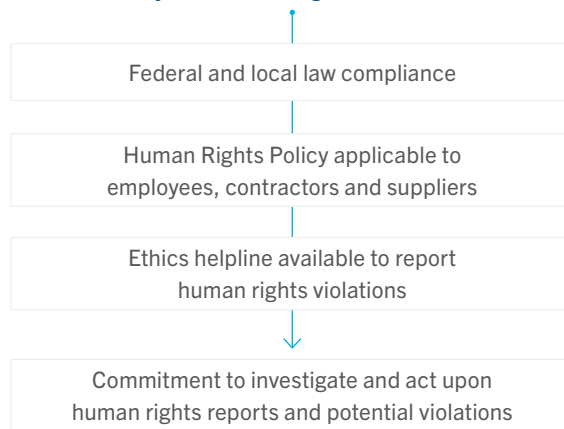 Federal and local law compliance
Human Rights Policy applicable to
employees, contractors and suppliers
Ethics helpline available to report
human rights violations
Commitment to investigate and act upon
human rights reports and potential violations